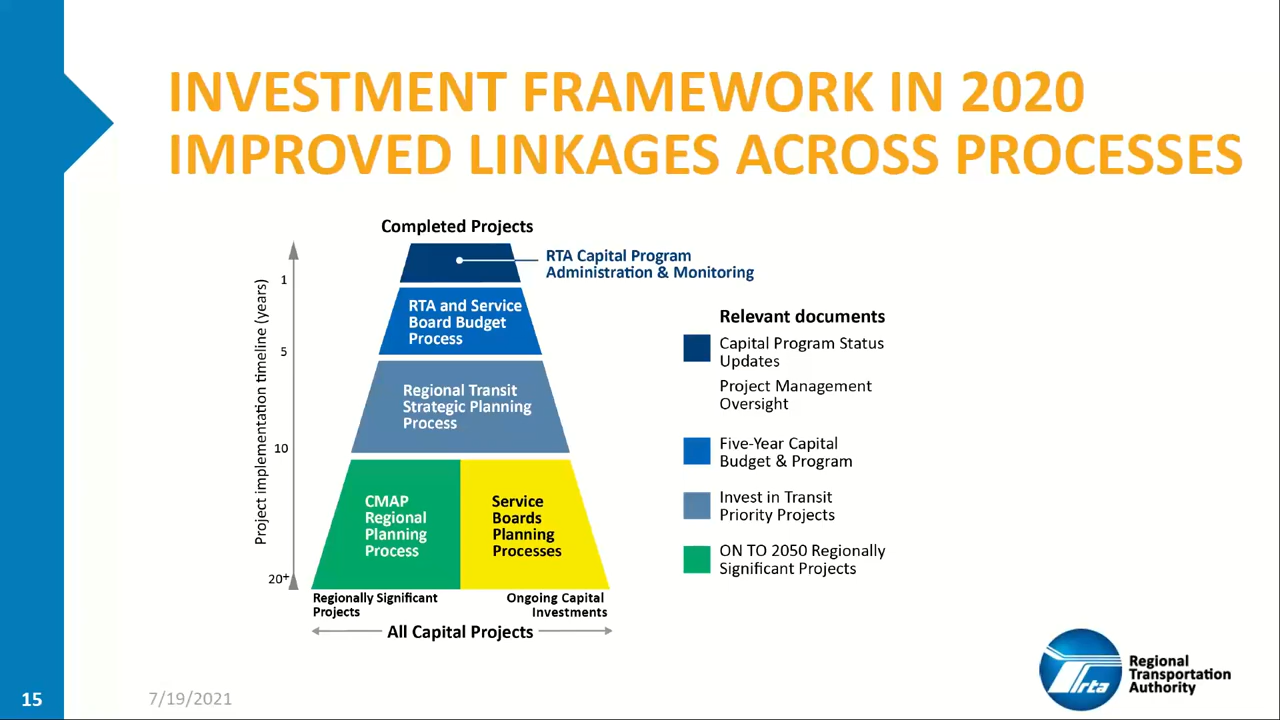 INVESTMENT FRAMEWORK IN 2020
IMPROVED LINKAGES ACROSS PROCESSES
Completed Projects
RTA Capital Program
Administration & Monitoring
Project implementation timeline (years)
1
5
10
20+
RTA and Service
Board Budget
Process
Regional Transit
Strategic Planning
Process
CMAP
Regional
Planning
Process
Service
Boards
Planning
Processes
Regionally Significant
Projects
Ongoing Capital
Investments
All Capital Projects
Relevant documents
Capital Program Status
Updates
Project Management
Oversight
Five-Year Capital
Budget & Program
Invest in Transit
Priority Projects
ON TO 2050 Regionally
Significant Projects
15
7/19/2021
rta
Regional
Transportation
Authority